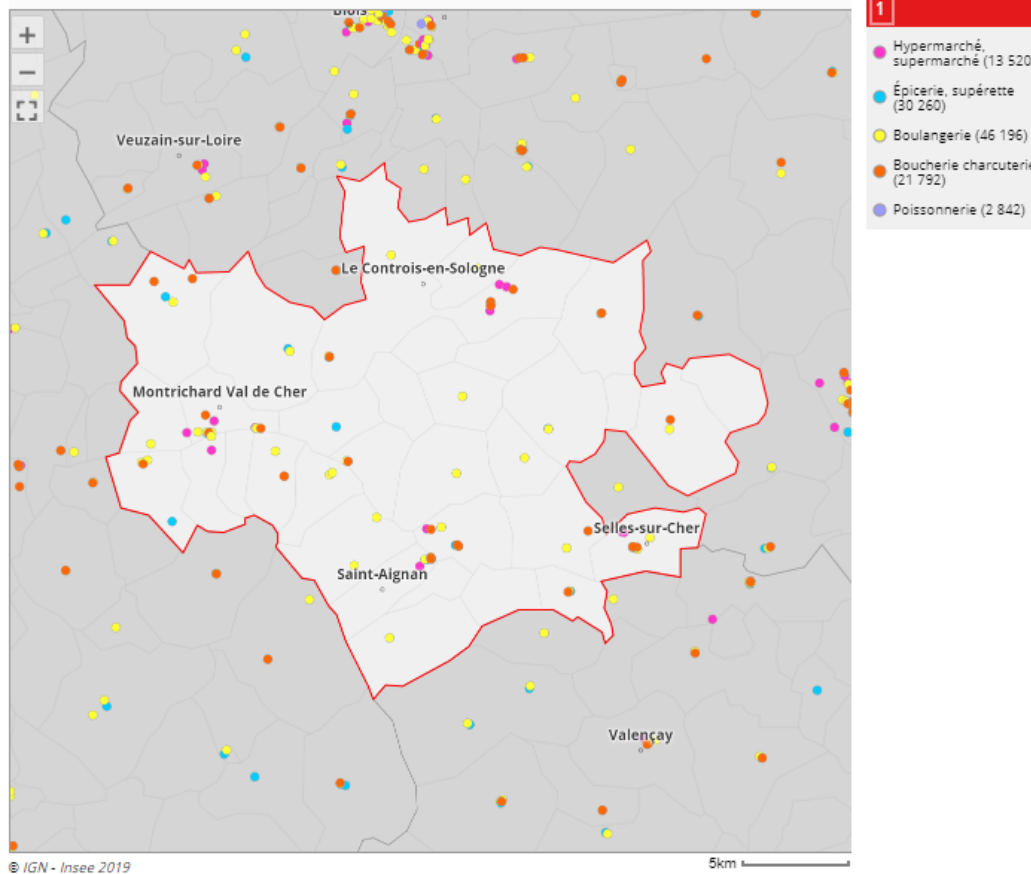 Blois
+
−
Veuzain-sur-Loire
Le Controis-en-Sologne
Montrichard Val de Cher
Selles-sur-Cher
Saint-Aignan
Valençay
© IGN - Insee 2019
5km
1
Hypermarché,
supermarché (13 520
Épicerie, supérette
(30 260)
Boulangerie (46 196)
Boucherie charcuterie
(21 792)
Poissonnerie (2 842)